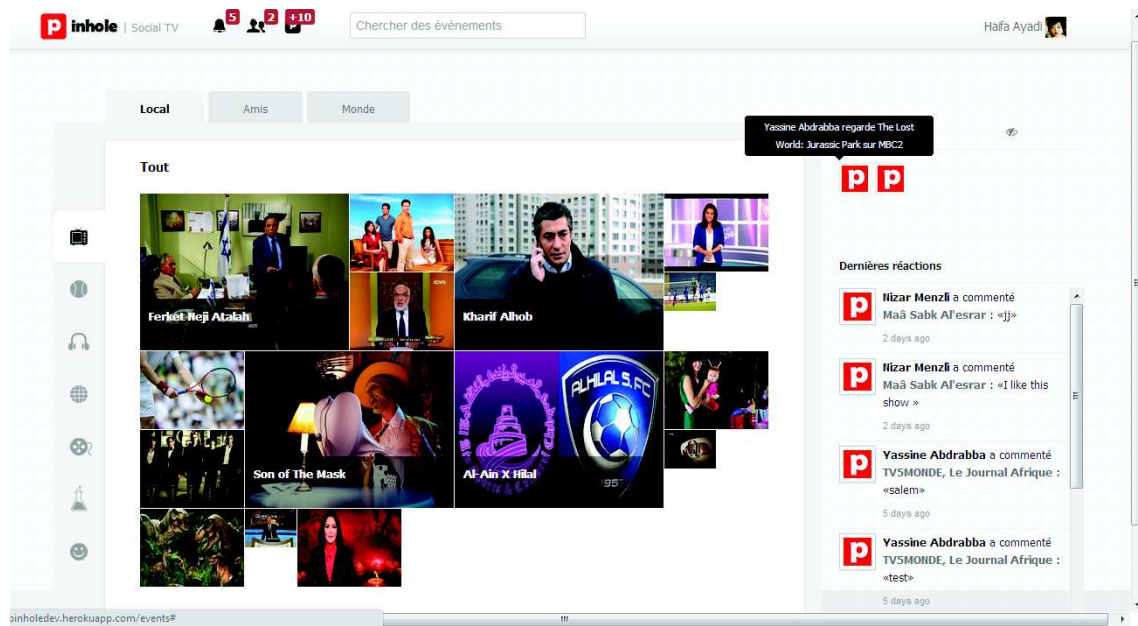 p inhole | Social TV
5
2
+10
Chercher des événements
Haifa Ayadi
Local
Amis
Monde
Yassine Abdrabba regarde The Lost
World: Jurassic Park sur MBC2
Tout
Ferket Neji Atalah
Kharif Alhob
ALHILAL S. FC
1957
Son of The Mask
Al-Ain X Hilal
p p
Dernières réactions
p
Nizar Menzli a commenté
Maâ Sabk Al'esrar : «jj»
2 days ago
p
Nizar Menzli a commenté
Maâ Sabk Al'esrar : «I like this
show »
2 days ago
p
Yassine Abdrabba a commenté
TV5MONDE, Le Journal Afrique :
«salem»
5 days ago
p
Yassine Abdrabba a commenté
TV5MONDE, Le Journal Afrique :
«test»
5 days ago
pinholedev.herokuapp.com/events#